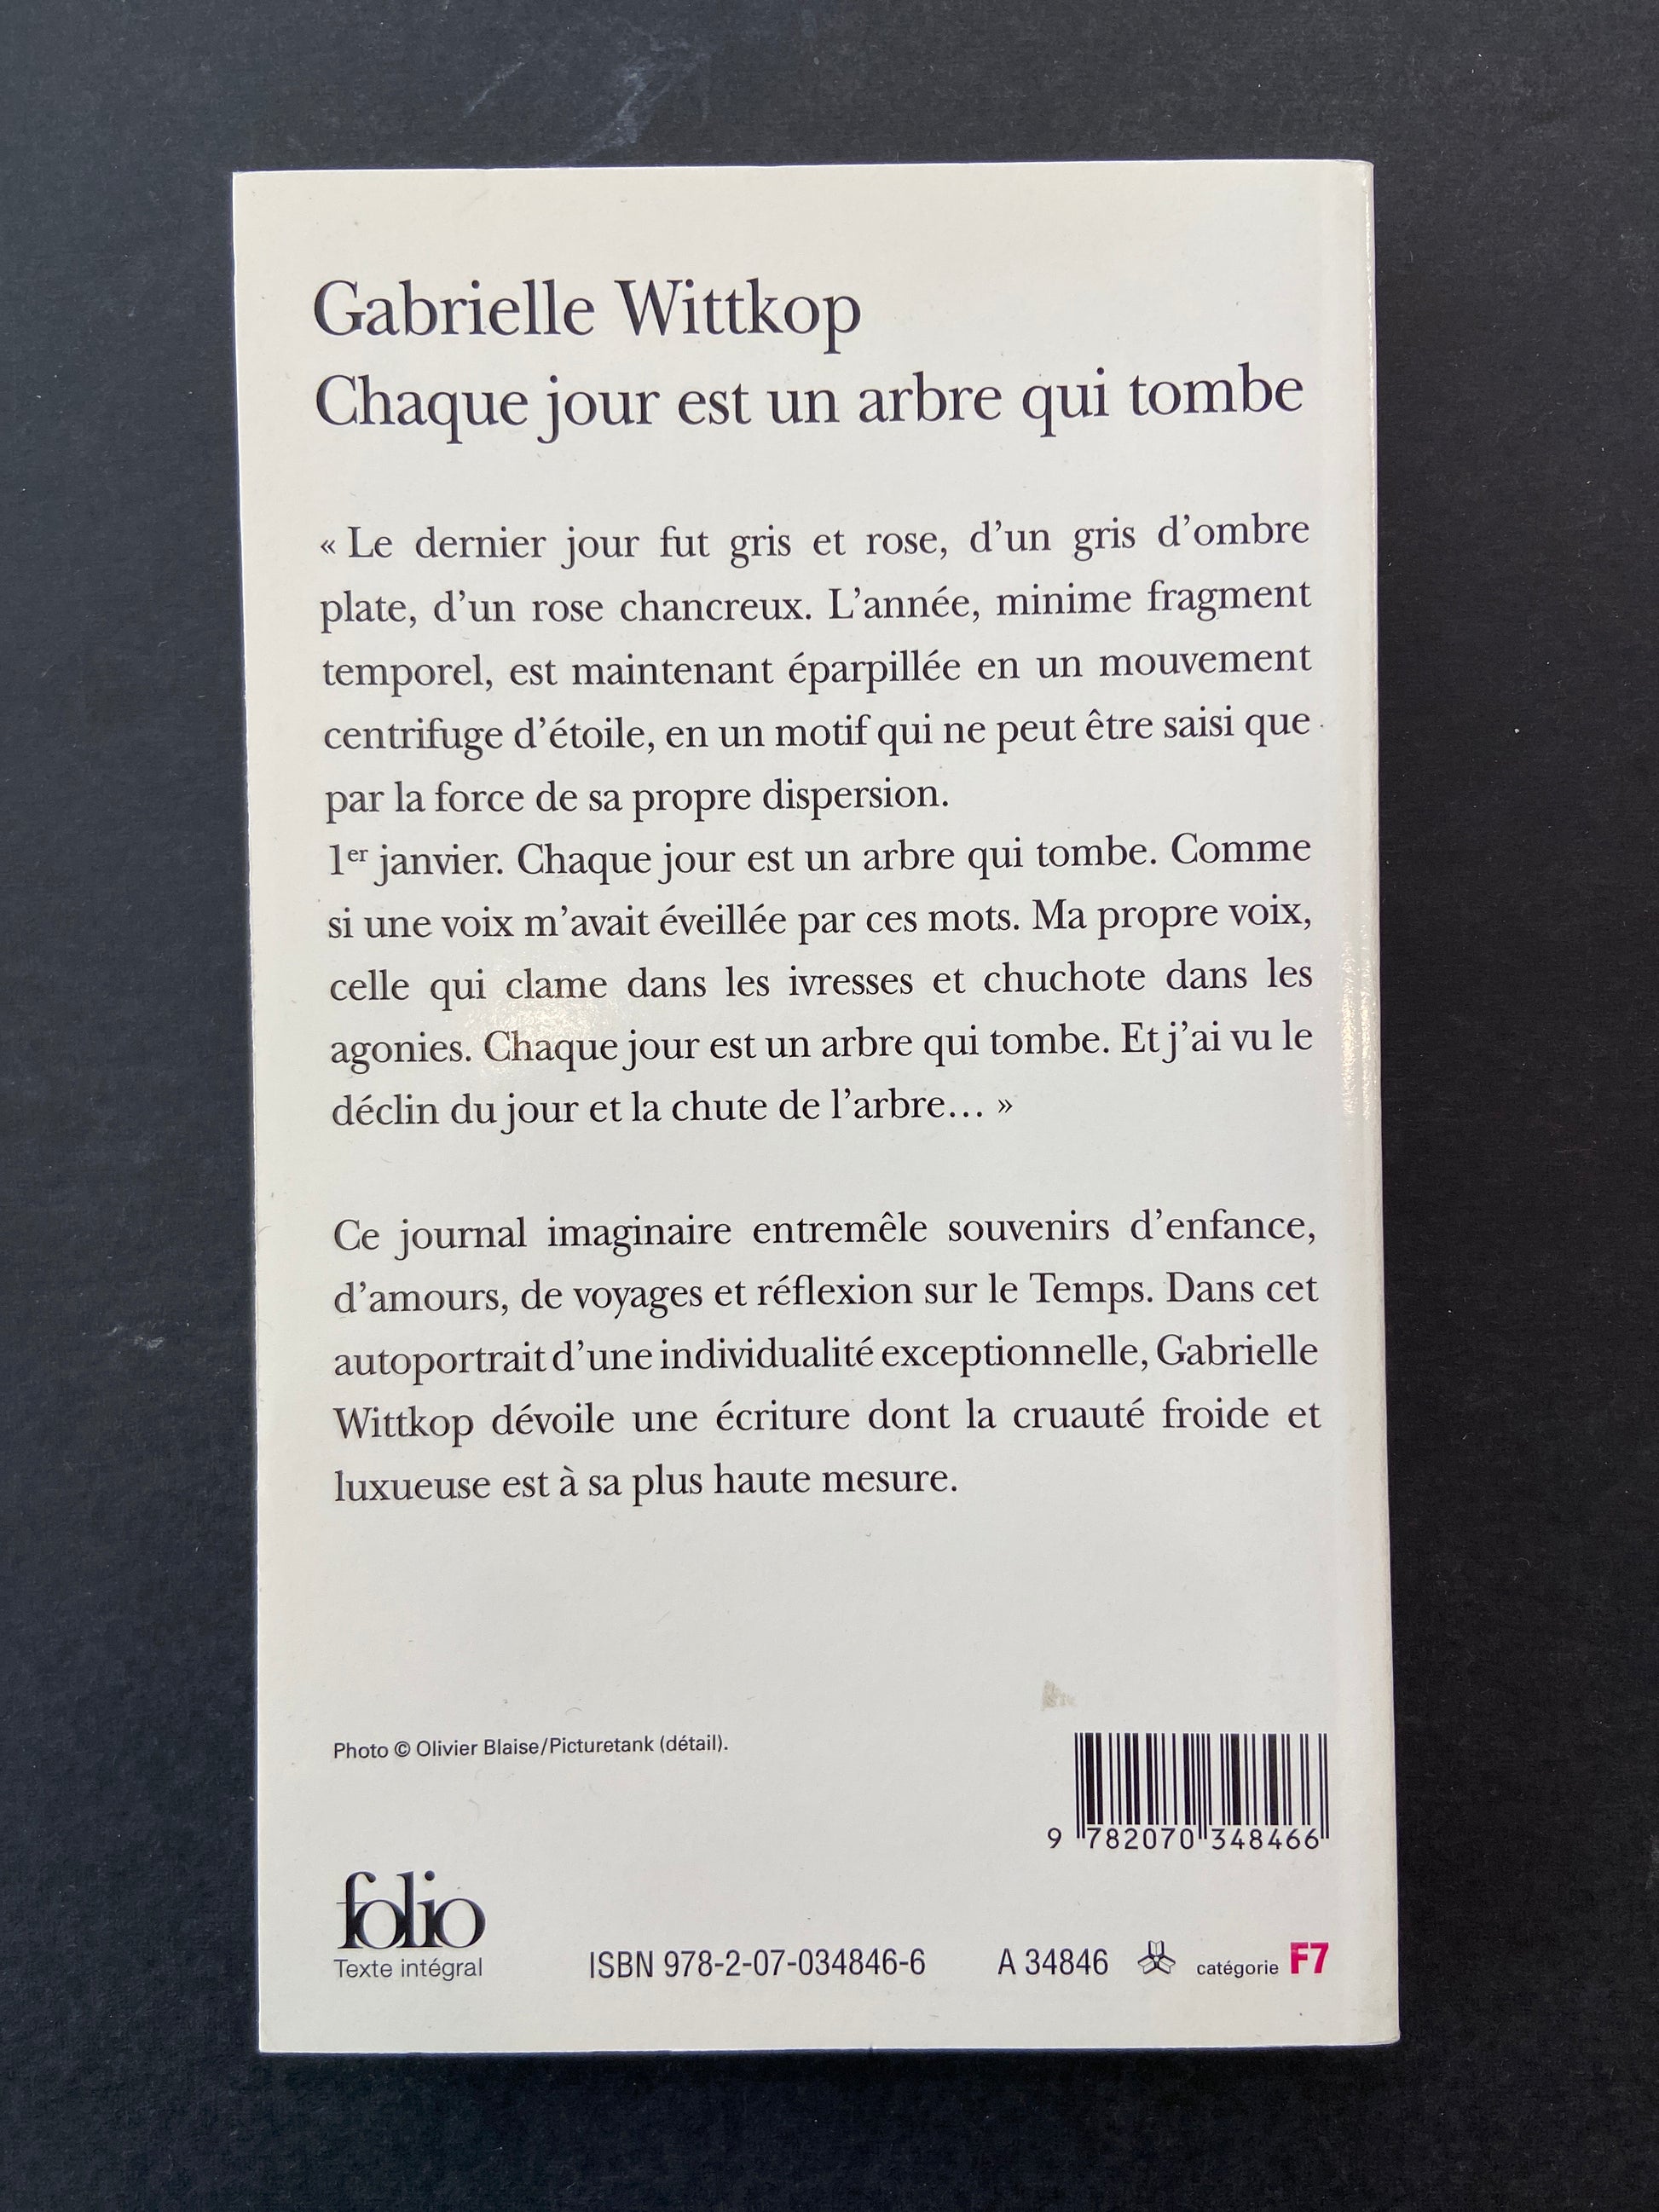 Gabrielle Wittkop
Chaque jour est un arbre qui tombe
« Le dernier jour fut gris et rose, d’un gris d’ombre
plate, d’un rose chancreux. L’année, minime fragment
temporel, est maintenant éparpillée en un mouvement
centrifuge d’étoile, en un motif qui ne peut être saisi que
par la force de sa propre dispersion.
1er janvier. Chaque jour est un arbre qui tombe. Comme
si une voix m’avait éveillée par ces mots. Ma propre voix,
celle qui clame dans les ivresses et chuchote dans les
agonies. Chaque jour est un arbre qui tombe. Et j’ai vu le
déclin du jour et la chute de l’arbre… »
Ce journal imaginaire entremêle souvenirs d’enfance,
d’amours, de voyages et réflexion sur le Temps. Dans cet
autoportrait d’une individualité exceptionnelle, Gabrielle
Wittkop dévoile une écriture dont la cruauté froide et
luxueuse est à sa plus haute mesure.
Photo © Olivier Blaise/Picturetank (détail).
9 782070 348466
folio
Texte intégral
ISBN 978-2-07-034846-6 A 34846 catégorie F7